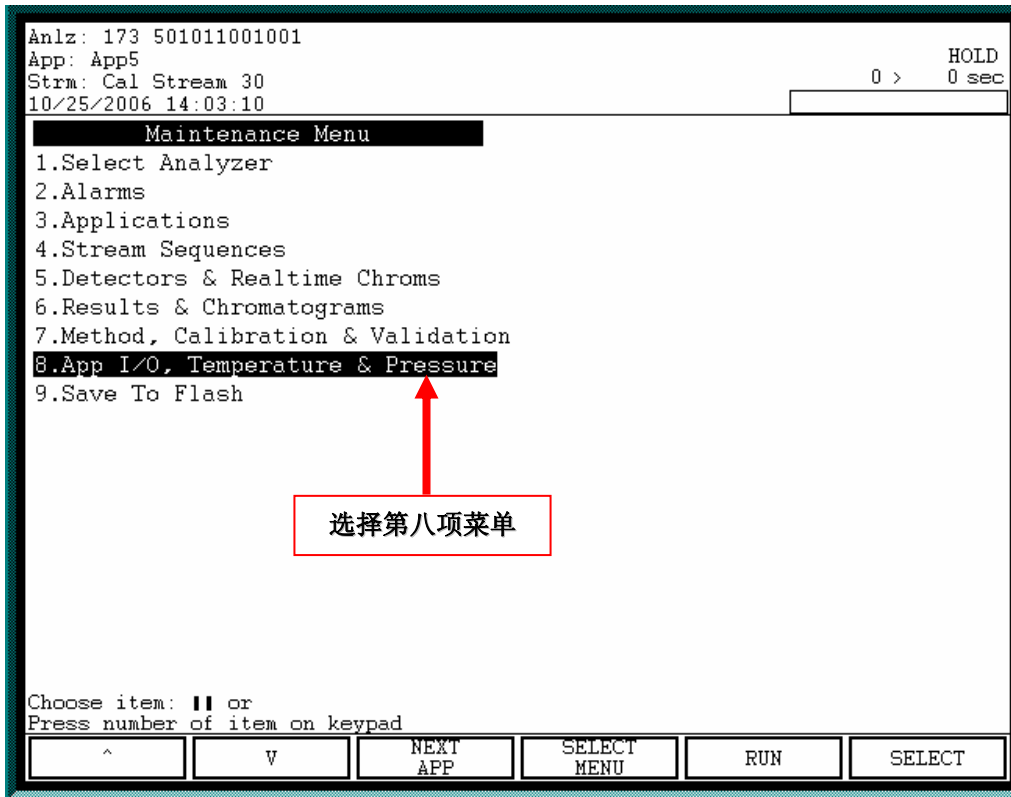 Anlz: 173 501011001001
App: App5
HOLD
Strm: Cal Stream 30
0 > 0 sec
10/25/2006 14:03:10
Maintenance Menu
1.Select Analyzer
2.Alarms
3.Applications
4.Stream Sequences
5.Detectors & Realtime Chroms
6.Results & Chromatograms
7.Method, Calibration & Validation
8.App I/O, Temperature & Pressure
9.Save To Flash
选择第八项菜单
Choose item: ▮▮ or
Press number of item on keypad
^ V NEXT APP SELECT MENU RUN SELECT